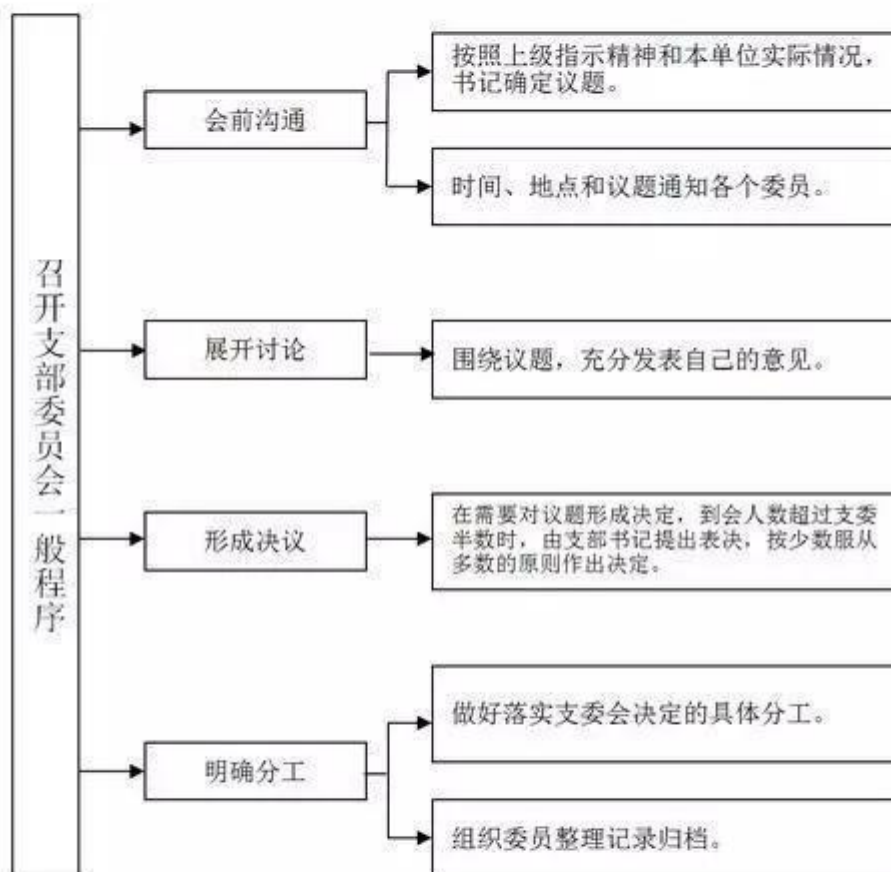 召开支部委员会一般程序
会前沟通
按照上级指示精神和本单位实际情况，
书记确定议题。
时间、地点和议题通知各个委员。
展开讨论
围绕议题，充分发表自己的意见。
形成决议
在需要对议题形成决定，到会人数超过支委
半数时，由支部书记提出表决，按少数服从
多数的原则作出决定。
明确分工
做好落实支委会决定的具体分工。
组织委员整理记录归档。